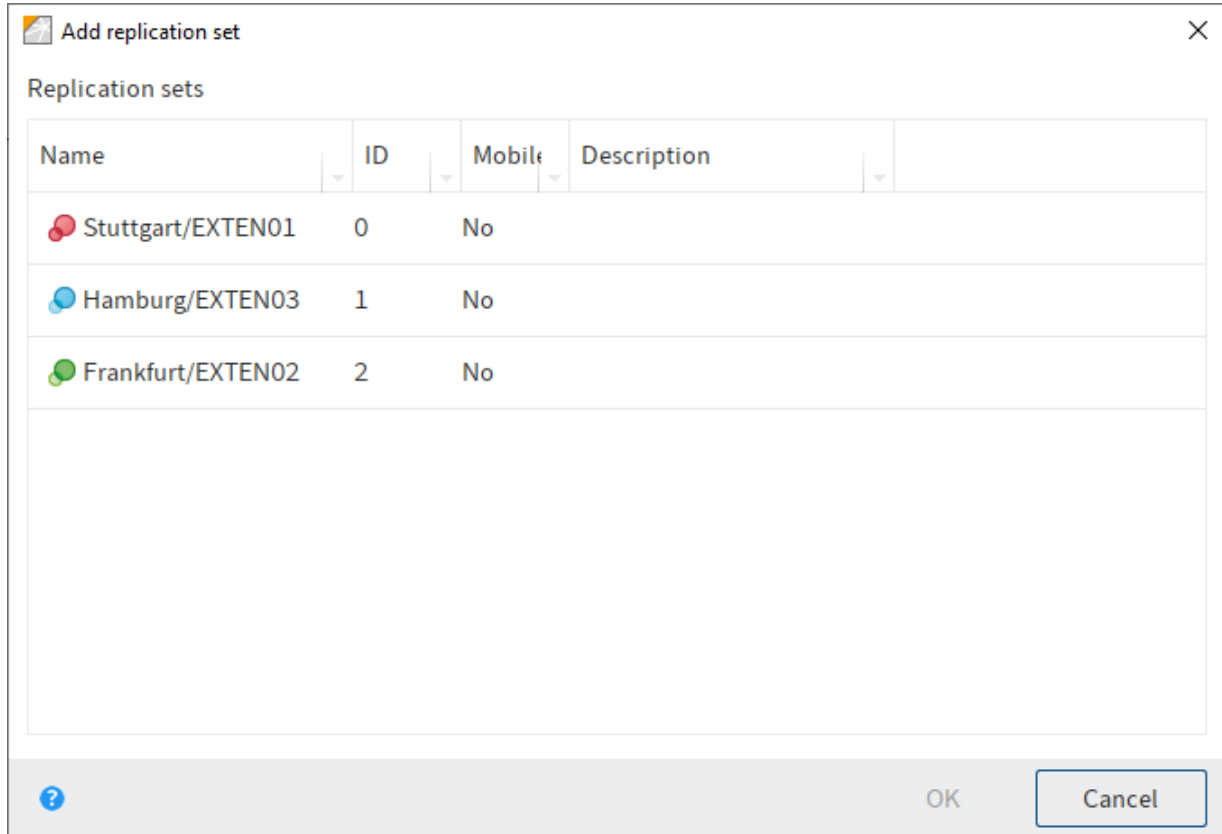 Add replication set
Replication sets
Name ID Mobile Description
Stuttgart/EXTEN01 0 No
Hamburg/EXTEN03 1 No
Frankfurt/EXTEN02 2 No
? OK Cancel